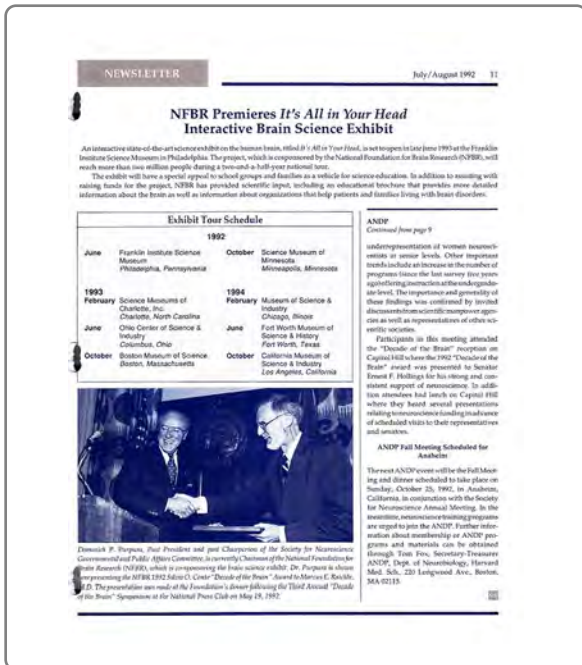 NEWSLETTER
July/August 1992 11
NFBR Premieres It's All in Your Head
Interactive Brain Science Exhibit
An interactive state-of-the-art science exhibit on the human brain, titled It's All in Your Head, is set to open in late June 1993 at the Franklin
Institute Science Museum in Philadelphia. The project, which is cosponsored by the National Foundation for Brain Research (NFBR), will
reach more than two million people during a two-and-a-half-year national tour.
The exhibit will have a special appeal to school groups and families as a vehicle for science education. In addition to assisting with
raising funds for the project, NFBR has provided scientific input, including an educational brochure that provides more detailed
information about the brain as well as information about organizations that help patients and families living with brain disorders.
Exhibit Tour Schedule
1992
June Franklin Institute Science
Museum
Philadelphia, Pennsylvania
October Science Museum of
Minnesota
Minneapolis, Minnesota
1993
February Science Museums of
Charlotte, Inc.
Charlotte, North Carolina
June Ohio Center of Science &
Industry
Columbus, Ohio
October Boston Museum of Science
Boston, Massachusetts
1994
February Museum of Science &
Industry
Chicago, Illinois
June Fort Worth Museum of
Science & History
Fort Worth, Texas
October California Museum of
Science & Industry
Los Angeles, California
Dominick P. Purpura, Past President and past Chairperson of the Society for Neuroscience
Governmental and Public Affairs Committee, is currently Chairman of the National Foundation for
Brain Research (NFBR), which is cosponsoring the brain science exhibit. Dr. Purpura is shown
here presenting the NFBR 1992 "Decade of the Brain" Award to Marcus E. Raichle,
M.D. The presentation was made at the Foundation's dinner following the Third Annual "Decade
of the Brain" Symposium at the National Press Club on May 19, 1992.
ANDP
Continued from page 9
underrepresentation of women neurosci-
entists at senior levels. Other important
trends include an increase in the number of
programs (since the last survey five years
ago) offering instruction at the undergradu-
ate level. The importance and generality of
these findings was confirmed by invited
discussants from scientific manpower agen-
cies as well as representatives of other sci-
entific societies.
Participants in this meeting attended
the "Decade of the Brain" reception on
Capitol Hill where the 1992 "Decade of the
Brain" award was presented to Senator
Ernest F. Hollings for his strong and con-
sistent support of neuroscience. In addi-
tion attendees had lunch on Capitol Hill
where they heard several presentations
relating to neuroscience funding in advance
of scheduled visits to their representatives
and senators.
ANDP Fall Meeting Scheduled for
Anaheim
The next ANDP event will be the Fall Meet-
ing and dinner scheduled to take place on
Sunday, October 25, 1992, in Anaheim,
California, in conjunction with the Society
for Neuroscience Annual Meeting. In the
meantime, neuroscience training programs
are urged to join the ANDP. Further infor-
mation about membership or ANDP pro-
grams and materials can be obtained
through Tom Fox, Secretary-Treasurer
ANDP, Dept. of Neurobiology, Harvard
Med. Sch., 220 Longwood Ave., Boston,
MA 02115.